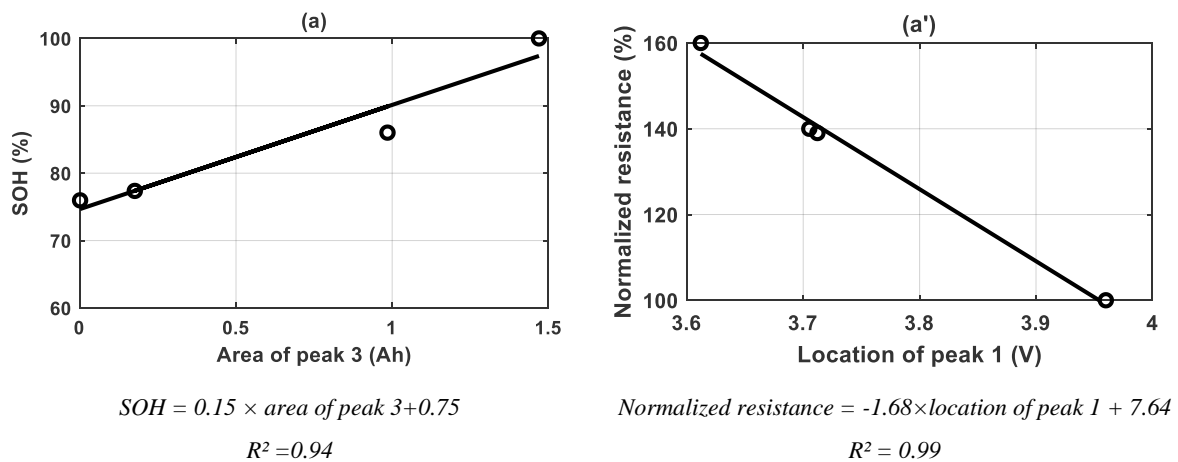 (a)
100
90
80
70
60
SOH (%)
0 0.5 1 1.5
Area of peak 3 (Ah)
SOH = 0.15 × area of peak 3+0.75
R² =0.94
(a')
160
140
120
100
Normalized resistance (%)
3.6 3.7 3.8 3.9 4
Location of peak 1 (V)
Normalized resistance = -1.68×location of peak 1 + 7.64
R² = 0.99